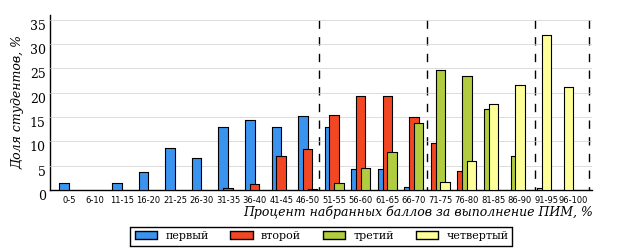 Доля студентов, %
35
30
25
20
15
10
5
0
0-5 6-10 11-15 16-20 21-25 26-30 31-35 36-40 41-45 46-50 51-55 56-60 61-65 66-70 71-75 76-80 81-85 86-90 91-95 96-100
Процент набранных баллов за выполнение ПИМ, %
первый второй третий четвертый